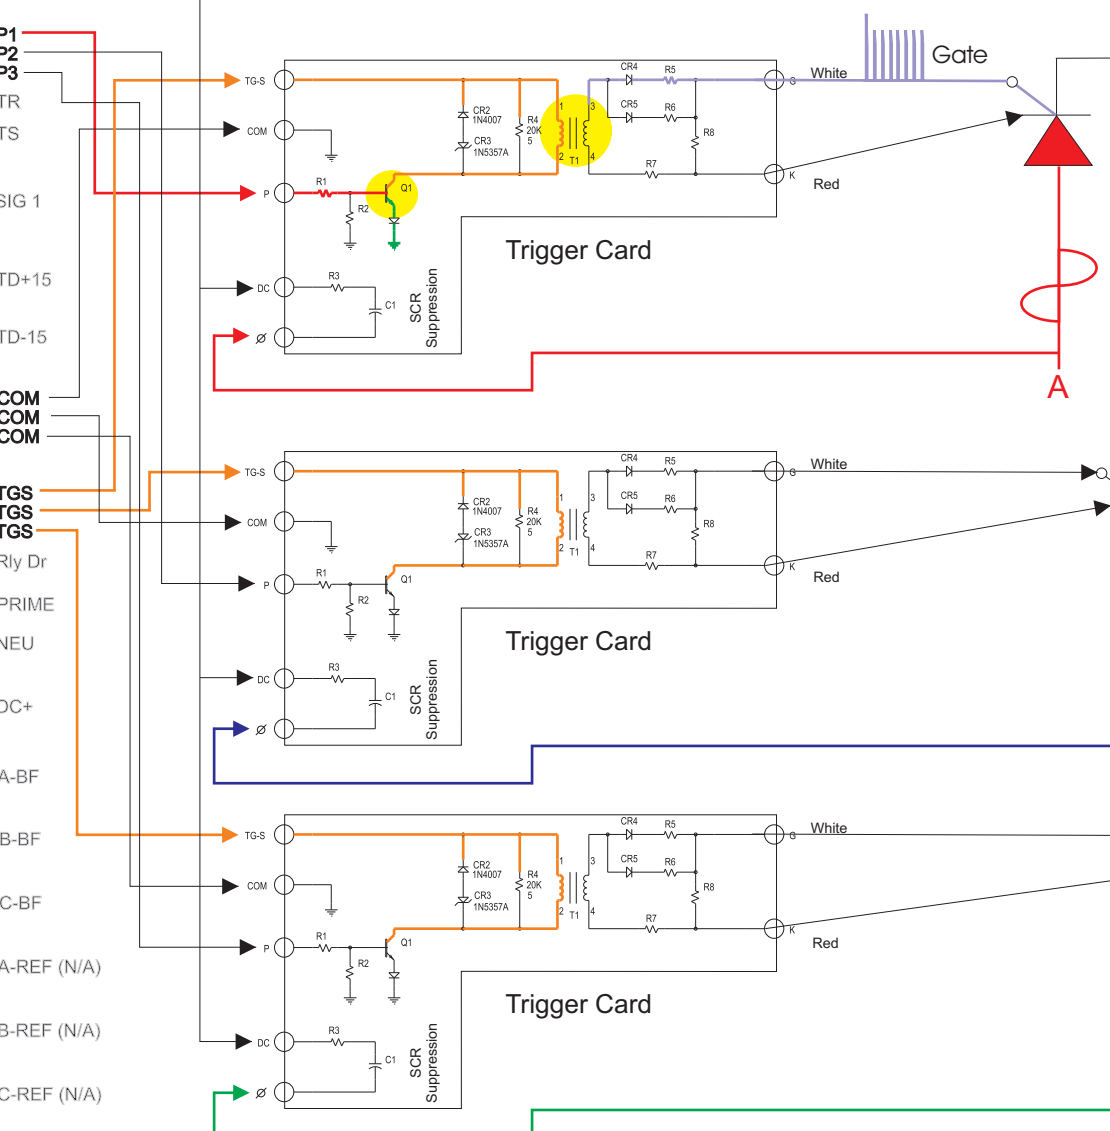 P1
P2
P3
TR
TS
SIG 1
TD+15
TD-15
COM
COM
COM
TGS
TGS
TGS
Rly Dr
PRIME
NEU
DC+
A-BF
B-BF
C-BF
A-REF (N/A)
B-REF (N/A)
C-REF (N/A)
TG-S
COM
P
DC
Ø
R1
R2
Q1
R3
C1
SCR
Suppression
CR2
1N4007
CR3
1N5357A
R4
20K
5
1
2
3
4
T1
CR4
R5
CR5
R6
R7
R8
G
K
White
Red
Gate
Trigger Card
A
TG-S
COM
P
DC
Ø
R1
R2
Q1
R3
C1
SCR
Suppression
CR2
1N4007
CR3
1N5357A
R4
20K
5
1
2
3
4
T1
CR4
R5
CR5
R6
R7
R8
G
K
White
Red
Trigger Card
TG-S
COM
P
DC
Ø
R1
R2
Q1
R3
C1
SCR
Suppression
CR2
1N4007
CR3
1N5357A
R4
20K
5
1
2
3
4
T1
CR4
R5
CR5
R6
R7
R8
G
K
White
Red
Trigger Card